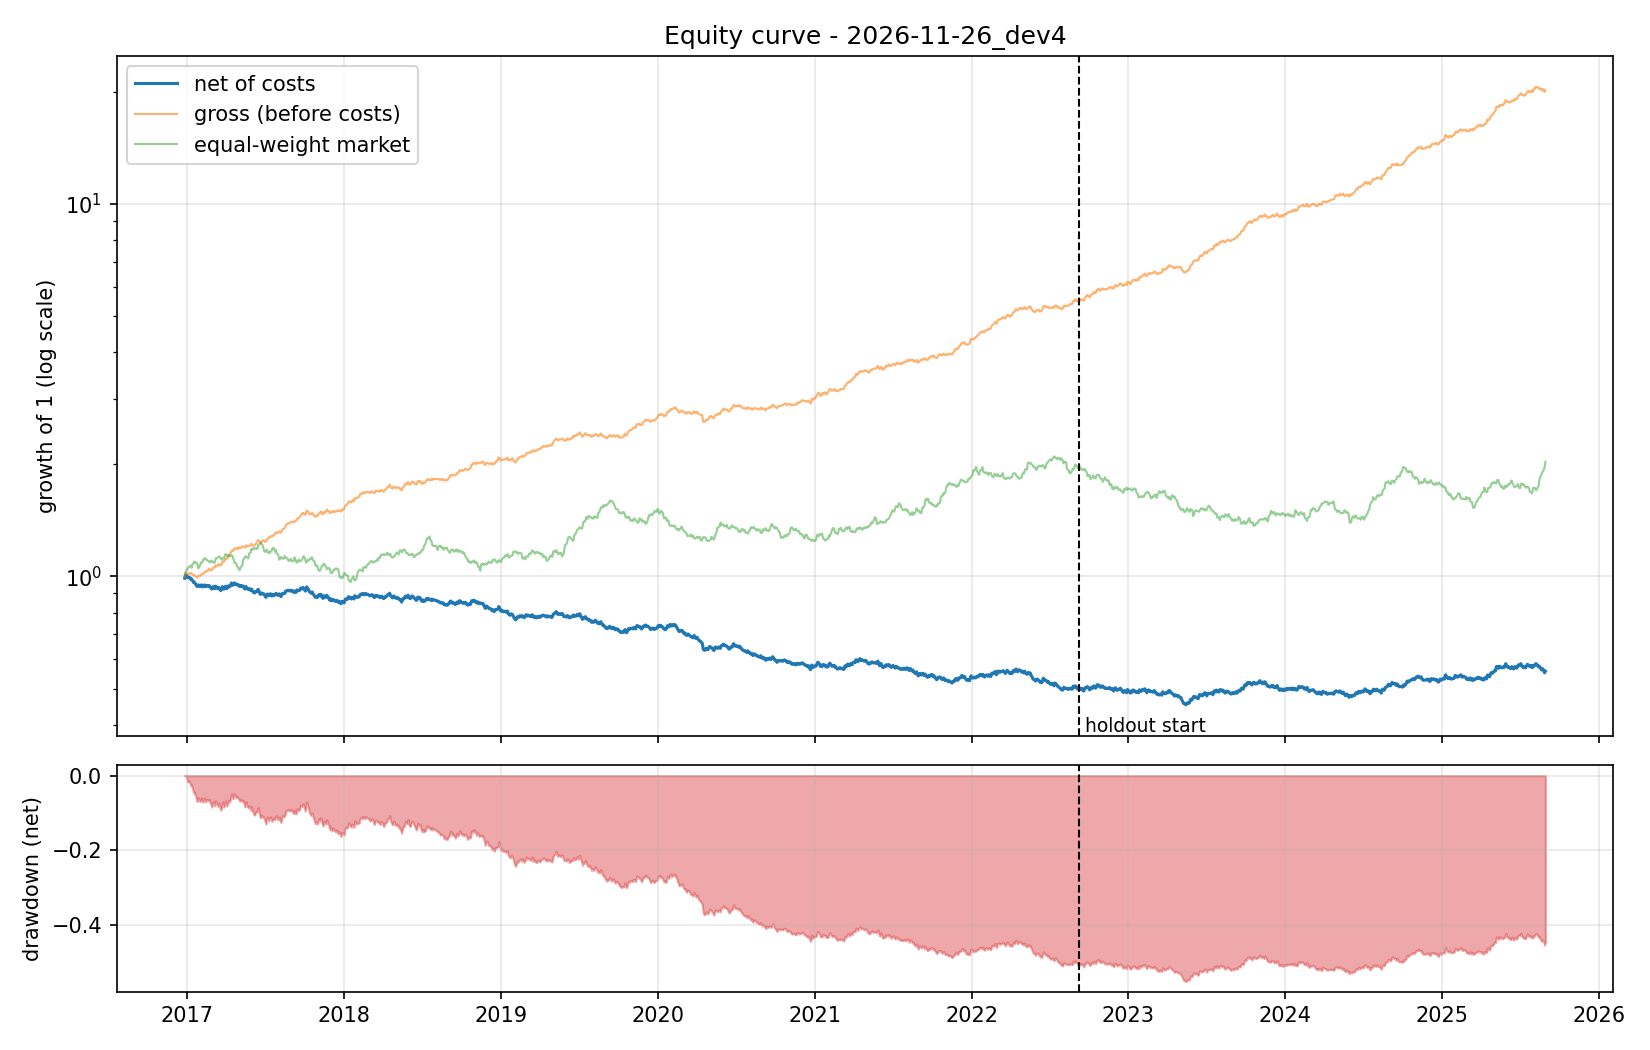 Equity curve - 2026-11-26_dev4
net of costs
gross (before costs)
equal-weight market
growth of 1 (log scale)
10¹
10⁰
holdout start
drawdown (net)
0.0
−0.2
−0.4
2017 2018 2019 2020 2021 2022 2023 2024 2025 2026